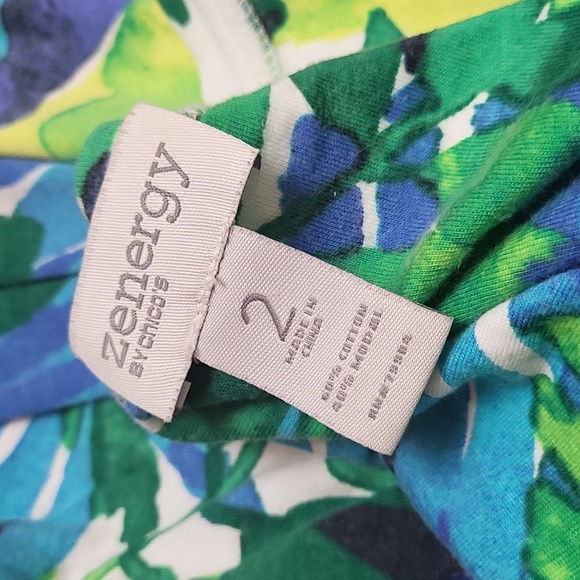 zenergy
BY CHICO'S
2
MADE IN
CHINA
60% COTTON
40% MODAL